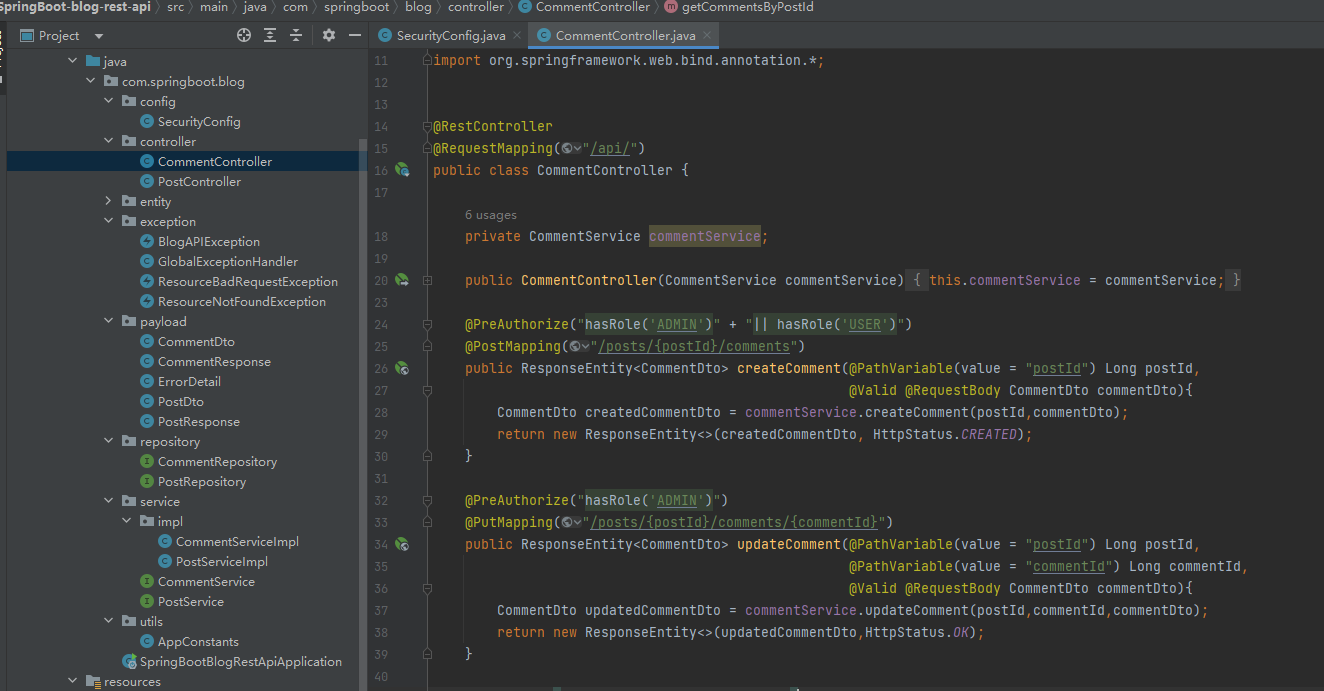 SpringBoot-blog-rest-api src main java com springboot blog controller CommentController getCommentsByPostId
Project
SecurityConfig.java CommentController.java
java
com.springboot.blog
config
SecurityConfig
controller
CommentController
PostController
entity
exception
BlogAPIException
GlobalExceptionHandler
ResourceBadRequestException
ResourceNotFoundException
payload
CommentDto
CommentResponse
ErrorDetail
PostDto
PostResponse
repository
CommentRepository
PostRepository
service
impl
CommentServiceImpl
PostServiceImpl
CommentService
PostService
utils
AppConstants
SpringBootBlogRestApiApplication
resources
11 import org.springframework.web.bind.annotation.*;
12
13
14 @RestController
15 @RequestMapping("/api/")
16 public class CommentController {
17
6 usages
18 private CommentService commentService;
19
20 public CommentController(CommentService commentService) { this.commentService = commentService; }
23
24 @PreAuthorize("hasRole('ADMIN')" + "|| hasRole('USER')")
25 @PostMapping("/posts/{postId}/comments")
26 public ResponseEntity<CommentDto> createComment(@PathVariable(value = "postId") Long postId,
27 @Valid @RequestBody CommentDto commentDto){
28 CommentDto createdCommentDto = commentService.createComment(postId,commentDto);
29 return new ResponseEntity<>(createdCommentDto, HttpStatus.CREATED);
30 }
31
32 @PreAuthorize("hasRole('ADMIN')")
33 @PutMapping("/posts/{postId}/comments/{commentId}")
34 public ResponseEntity<CommentDto> updateComment(@PathVariable(value = "postId") Long postId,
35 @PathVariable(value = "commentId") Long commentId,
36 @Valid @RequestBody CommentDto commentDto){
37 CommentDto updatedCommentDto = commentService.updateComment(postId,commentId,commentDto);
38 return new ResponseEntity<>(updatedCommentDto,HttpStatus.OK);
39 }
40